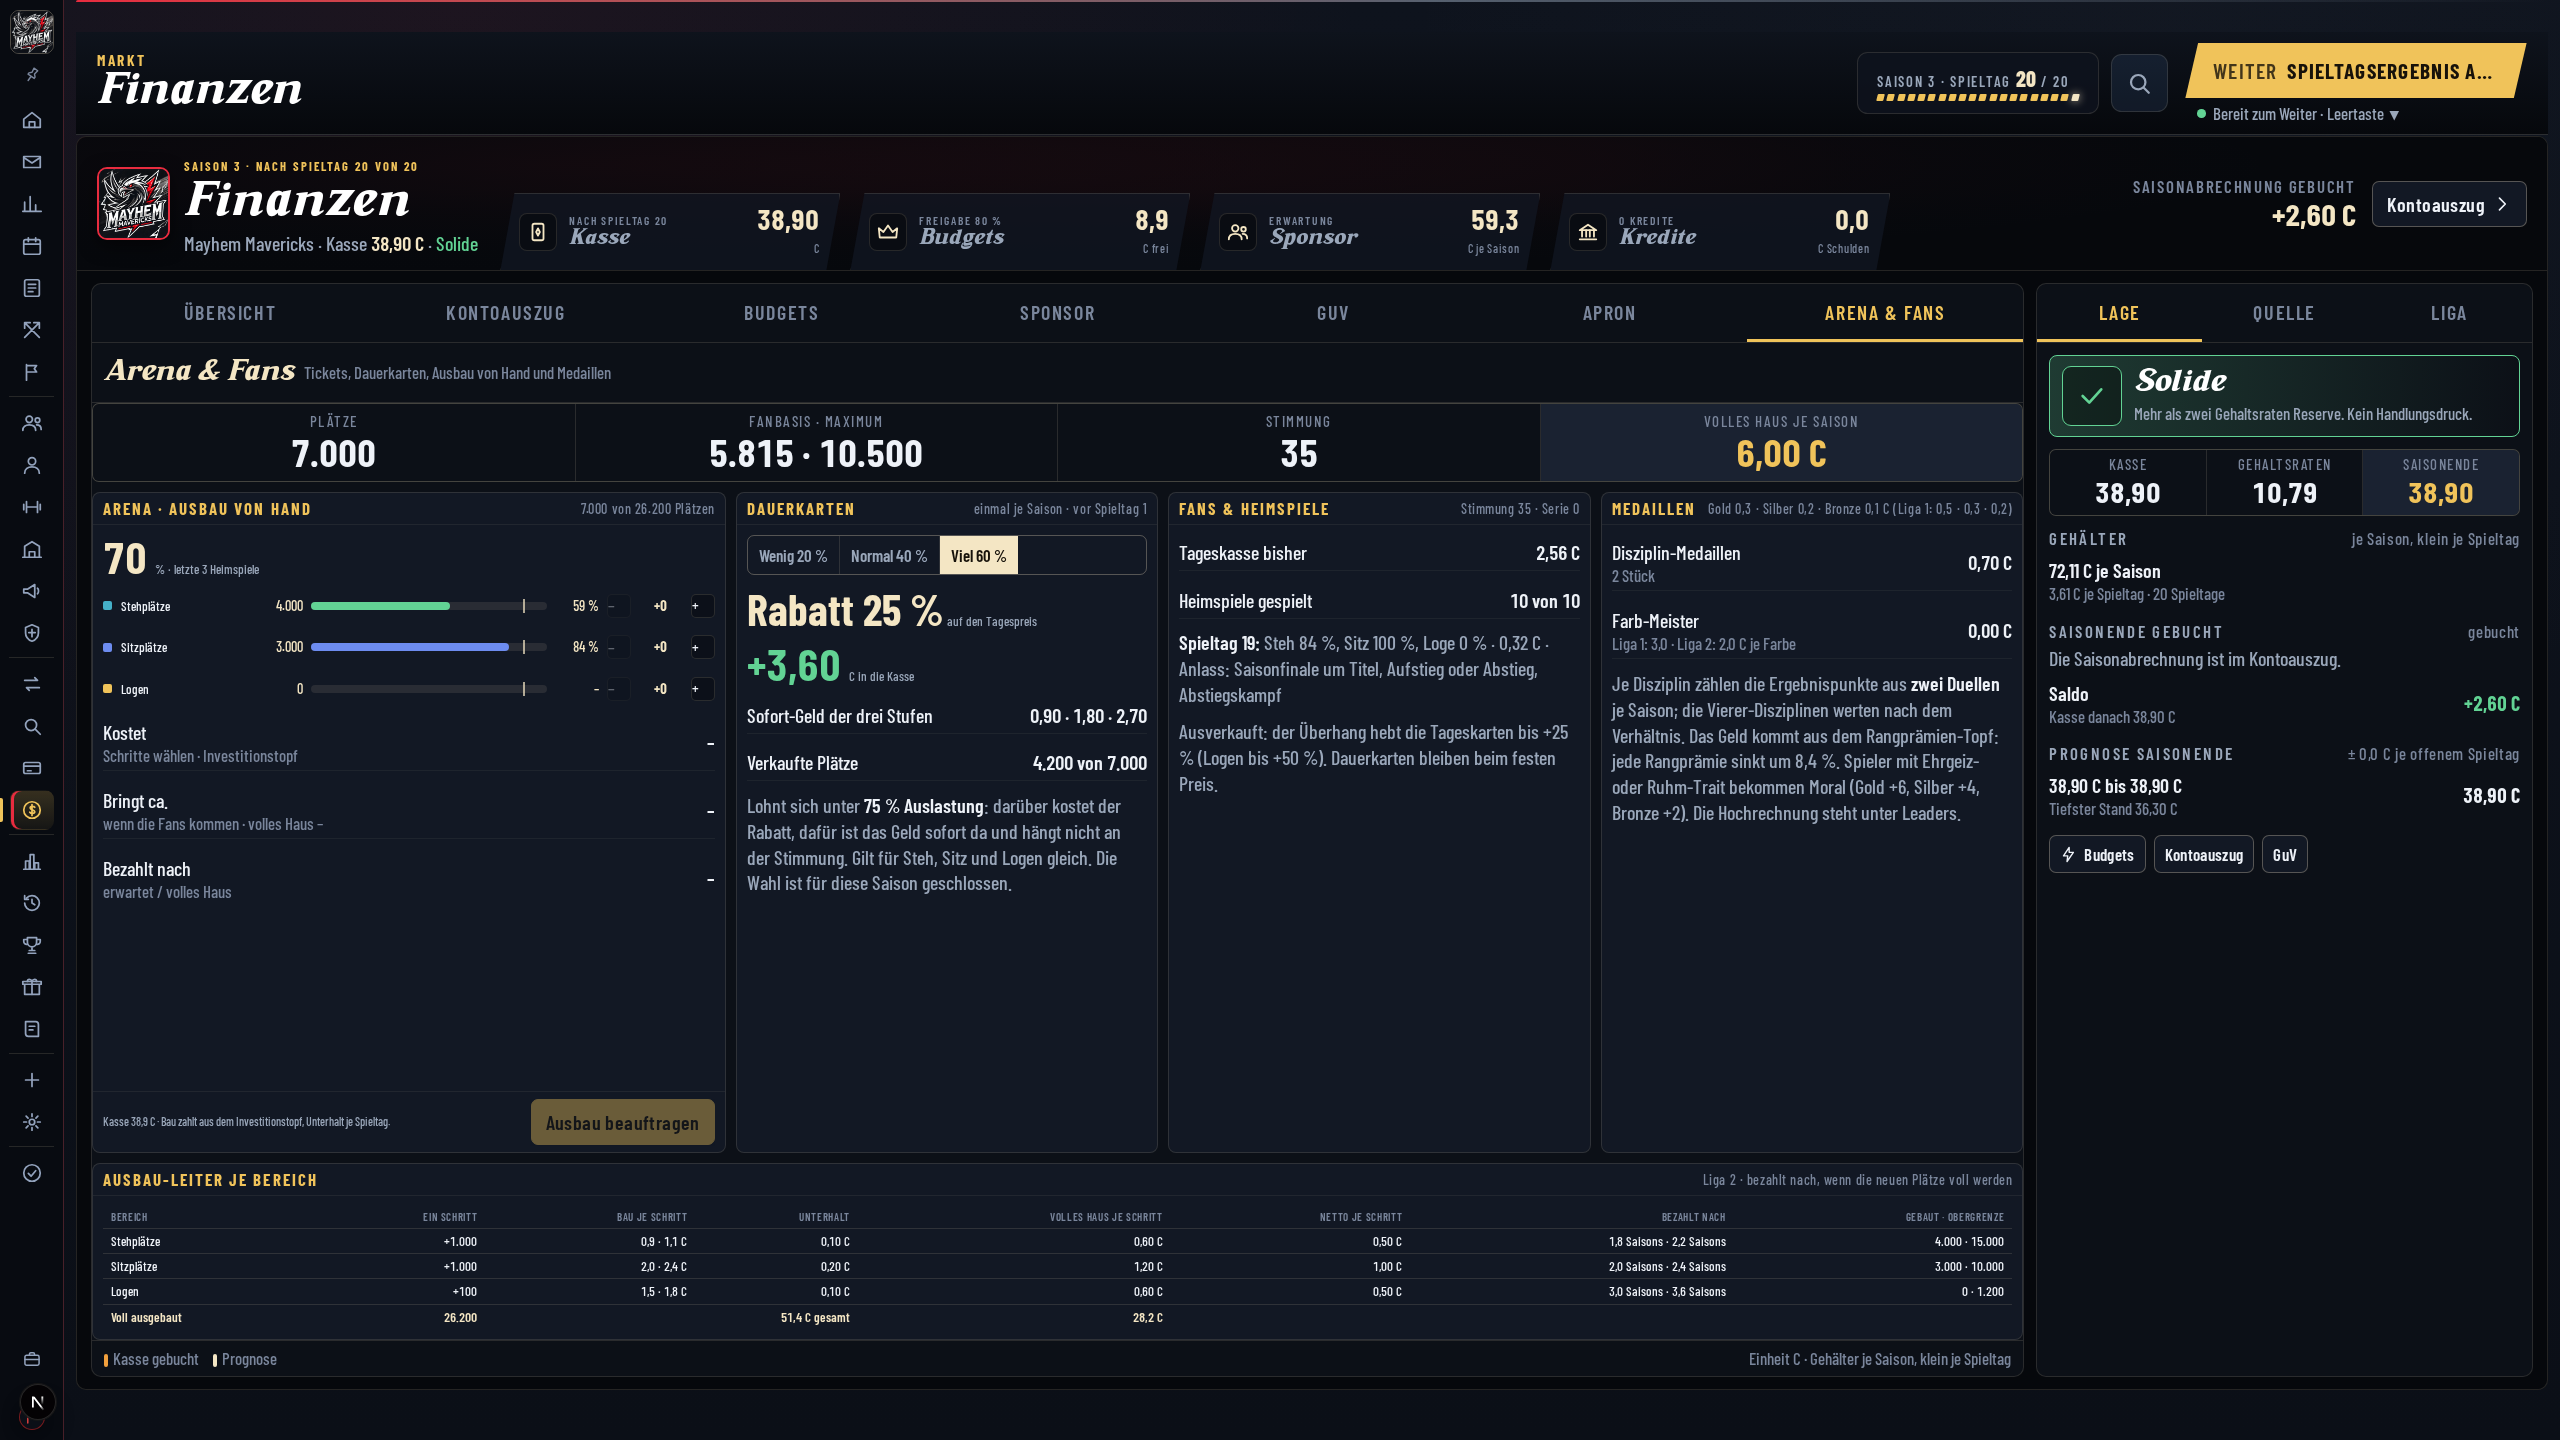 MARKT
Finanzen
SAISON 3 · SPIELTAG 20 / 20
WEITER SPIELTAGSERGEBNIS A...
Bereit zum Weiter · Leertaste ▼
SAISON 3 · NACH SPIELTAG 20 VON 20
Finanzen
Mayhem Mavericks · Kasse 38,90 C · Solide
NACH SPIELTAG 20
Kasse
38,90
C
FREIGABE 80 %
Budgets
8,9
C frei
ERWARTUNG
Sponsor
59,3
C je Saison
0 KREDITE
Kredite
0,0
C Schulden
SAISONABRECHNUNG GEBUCHT
+2,60 C
Kontoauszug
ÜBERSICHT
KONTOAUSZUG
BUDGETS
SPONSOR
GUV
APRON
ARENA & FANS
Arena & Fans Tickets, Dauerkarten, Ausbau von Hand und Medaillen
PLÄTZE
7.000
FANBASIS · MAXIMUM
5.815 · 10.500
STIMMUNG
35
VOLLES HAUS JE SAISON
6,00 C
ARENA · AUSBAU VON HAND
7.000 von 26.200 Plätzen
70 % · letzte 3 Heimspiele
Stehplätze 4.000 59 % – +0 +
Sitzplätze 3.000 84 % – +0 +
Logen 0 – – +0 +
Kostet
Schritte wählen · Investitionstopf
–
Bringt ca.
wenn die Fans kommen · volles Haus –
–
Bezahlt nach
erwartet / volles Haus
–
Kasse 38,9 C · Bau zahlt aus dem Investitionstopf, Unterhalt je Spieltag.
Ausbau beauftragen
DAUERKARTEN
einmal je Saison · vor Spieltag 1
Wenig 20 %
Normal 40 %
Viel 60 %
Rabatt 25 % auf den Tagespreis
+3,60 C in die Kasse
Sofort-Geld der drei Stufen 0,90 · 1,80 · 2,70
Verkaufte Plätze 4.200 von 7.000
Lohnt sich unter 75 % Auslastung: darüber kostet der
Rabatt, dafür ist das Geld sofort da und hängt nicht an
der Stimmung. Gilt für Steh, Sitz und Logen gleich. Die
Wahl ist für diese Saison geschlossen.
FANS & HEIMSPIELE
Stimmung 35 · Serie 0
Tageskasse bisher 2,56 C
Heimspiele gespielt 10 von 10
Spieltag 19: Steh 84 %, Sitz 100 %, Loge 0 % · 0,32 C ·
Anlass: Saisonfinale um Titel, Aufstieg oder Abstieg,
Abstiegskampf
Ausverkauft: der Überhang hebt die Tageskarten bis +25
% (Logen bis +50 %). Dauerkarten bleiben beim festen
Preis.
MEDAILLEN
Gold 0,3 · Silber 0,2 · Bronze 0,1 C (Liga 1: 0,5 · 0,3 · 0,2)
Disziplin-Medaillen
2 Stück
0,70 C
Farb-Meister
Liga 1: 3,0 · Liga 2: 2,0 C je Farbe
0,00 C
Je Disziplin zählen die Ergebnispunkte aus zwei Duellen
je Saison; die Vierer-Disziplinen werten nach dem
Verhältnis. Das Geld kommt aus dem Rangprämien-Topf:
jede Rangprämie sinkt um 8,4 %. Spieler mit Ehrgeiz-
oder Ruhm-Trait bekommen Moral (Gold +6, Silber +4,
Bronze +2). Die Hochrechnung steht unter Leaders.
AUSBAU-LEITER JE BEREICH
Liga 2 · bezahlt nach, wenn die neuen Plätze voll werden
BEREICH EIN SCHRITT BAU JE SCHRITT UNTERHALT VOLLES HAUS JE SCHRITT NETTO JE SCHRITT BEZAHLT NACH GEBAUT · OBERGRENZE
Stehplätze +1.000 0,9 · 1,1 C 0,10 C 0,60 C 0,50 C 1,8 Saisons · 2,2 Saisons 4.000 · 15.000
Sitzplätze +1.000 2,0 · 2,4 C 0,20 C 1,20 C 1,00 C 2,0 Saisons · 2,4 Saisons 3.000 · 10.000
Logen +100 1,5 · 1,8 C 0,10 C 0,60 C 0,50 C 3,0 Saisons · 3,6 Saisons 0 · 1.200
Voll ausgebaut 26.200 51,4 C gesamt 28,2 C
Kasse gebucht Prognose
Einheit C · Gehälter je Saison, klein je Spieltag
LAGE
QUELLE
LIGA
Solide
Mehr als zwei Gehaltsraten Reserve. Kein Handlungsdruck.
KASSE
38,90
GEHALTSRATEN
10,79
SAISONENDE
38,90
GEHÄLTER je Saison, klein je Spieltag
72,11 C je Saison
3,61 C je Spieltag · 20 Spieltage
SAISONENDE GEBUCHT gebucht
Die Saisonabrechnung ist im Kontoauszug.
Saldo
Kasse danach 38,90 C
+2,60 C
PROGNOSE SAISONENDE ± 0,0 C je offenem Spieltag
38,90 C bis 38,90 C
Tiefster Stand 36,30 C
38,90 C
Budgets
Kontoauszug
GuV
MAYHEM
MAVERICKS
N